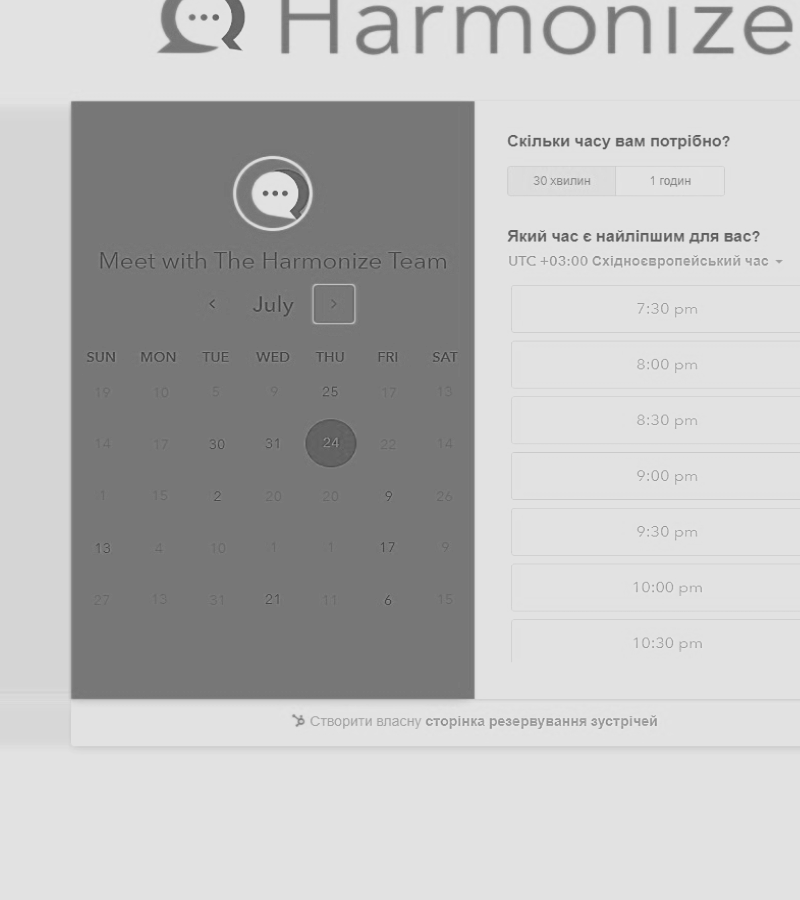 Harmonize
Meet with The Harmonize Team
July
SUN MON TUE WED THU FRI SAT
19 10 5 9 25 17 13
14 17 30 31 24 22 14
1 15 2 20 20 9 26
13 4 10 1 1 17 9
27 13 31 21 11 6 15
Скільки часу вам потрібно?
30 хвилин 1 годин
Який час є найліпшим для вас?
UTC +03:00 Східноєвропейський час
7:30 pm
8:00 pm
8:30 pm
9:00 pm
9:30 pm
10:00 pm
10:30 pm
Створити власну сторінка резервування зустрічей